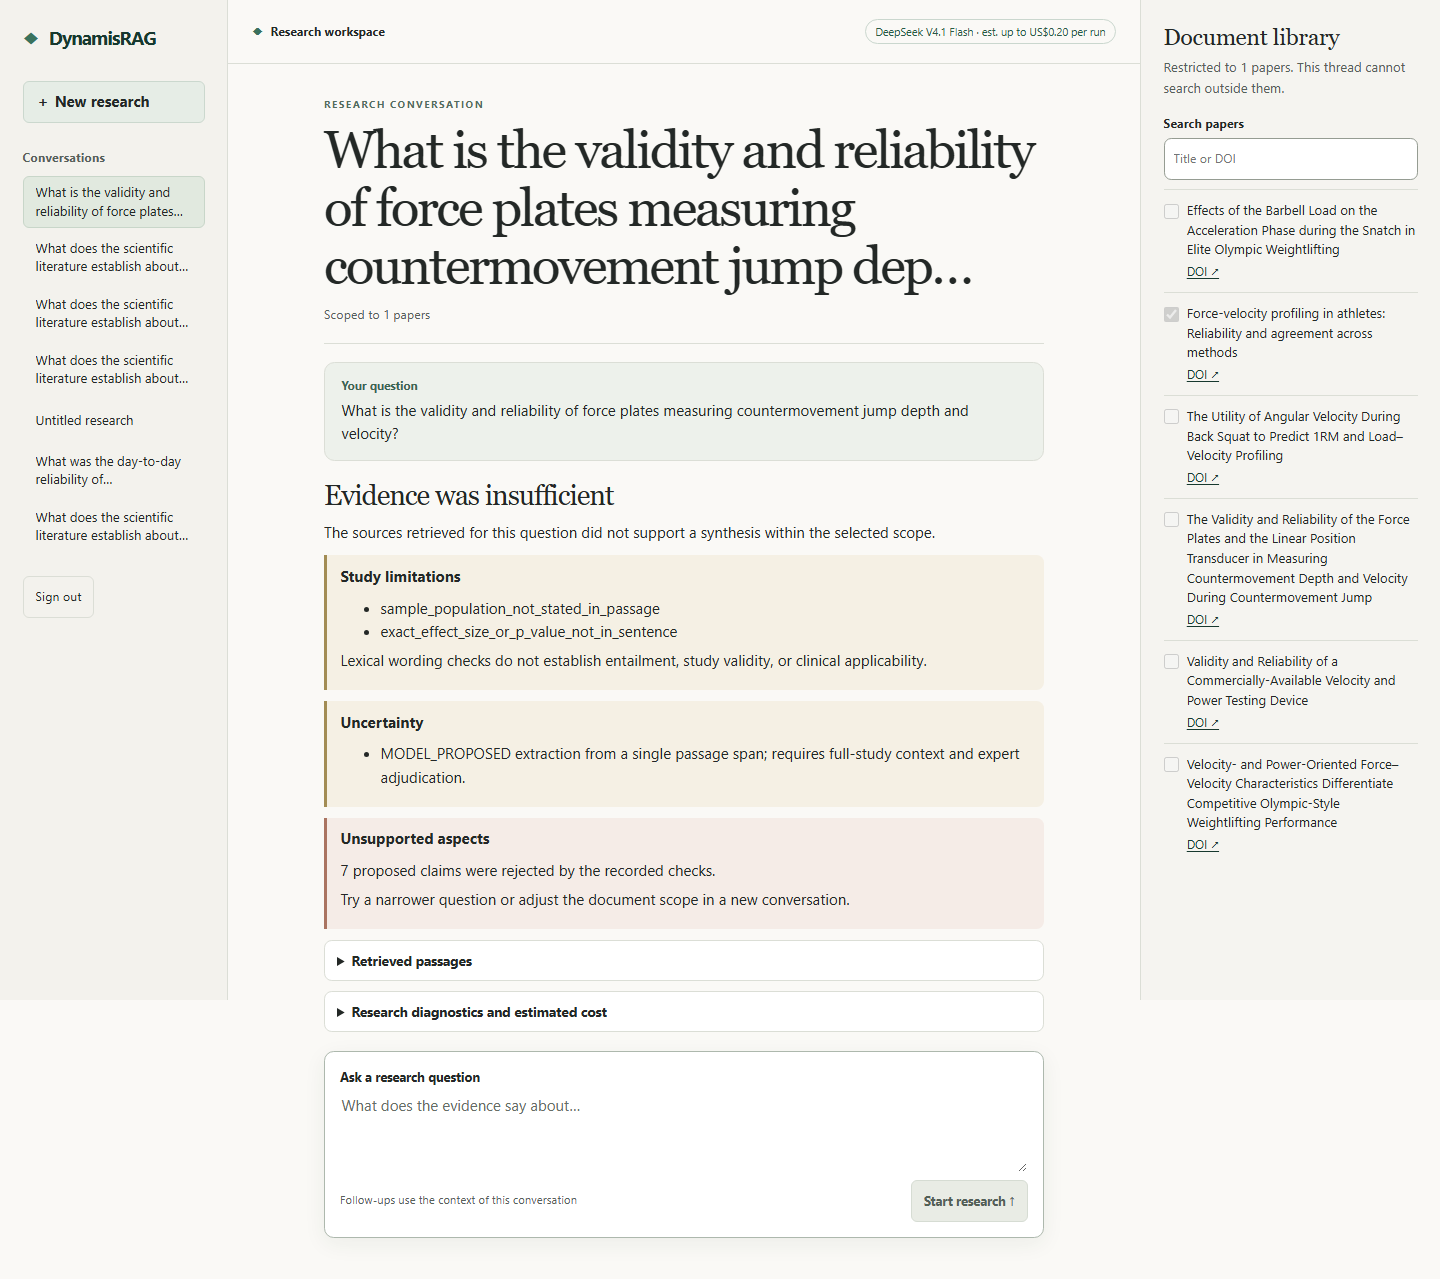 DynamisRAG
+ New research
Conversations
What is the validity and
reliability of force plates...
What does the scientific
literature establish about...
What does the scientific
literature establish about...
What does the scientific
literature establish about...
Untitled research
What was the day-to-day
reliability of...
What does the scientific
literature establish about...
Sign out
Research workspace
DeepSeek V4.1 Flash · est. up to US$0.20 per run
RESEARCH CONVERSATION
What is the validity and reliability
of force plates measuring
countermovement jump dep...
Scoped to 1 papers
Your question
What is the validity and reliability of force plates measuring countermovement jump depth and
velocity?
Evidence was insufficient
The sources retrieved for this question did not support a synthesis within the selected scope.
Study limitations
• sample_population_not_stated_in_passage
• exact_effect_size_or_p_value_not_in_sentence
Lexical wording checks do not establish entailment, study validity, or clinical applicability.
Uncertainty
• MODEL_PROPOSED extraction from a single passage span; requires full-study context and expert
adjudication.
Unsupported aspects
7 proposed claims were rejected by the recorded checks.
Try a narrower question or adjust the document scope in a new conversation.
▶ Retrieved passages
▶ Research diagnostics and estimated cost
Ask a research question
What does the evidence say about...
Follow-ups use the context of this conversation
Start research ↑
Document library
Restricted to 1 papers. This thread cannot
search outside them.
Search papers
Title or DOI
Effects of the Barbell Load on the
Acceleration Phase during the Snatch in
Elite Olympic Weightlifting
DOI ↗
Force-velocity profiling in athletes:
Reliability and agreement across
methods
DOI ↗
The Utility of Angular Velocity During
Back Squat to Predict 1RM and Load–
Velocity Profiling
DOI ↗
The Validity and Reliability of the Force
Plates and the Linear Position
Transducer in Measuring
Countermovement Depth and Velocity
During Countermovement Jump
DOI ↗
Validity and Reliability of a
Commercially-Available Velocity and
Power Testing Device
DOI ↗
Velocity- and Power-Oriented Force–
Velocity Characteristics Differentiate
Competitive Olympic-Style
Weightlifting Performance
DOI ↗